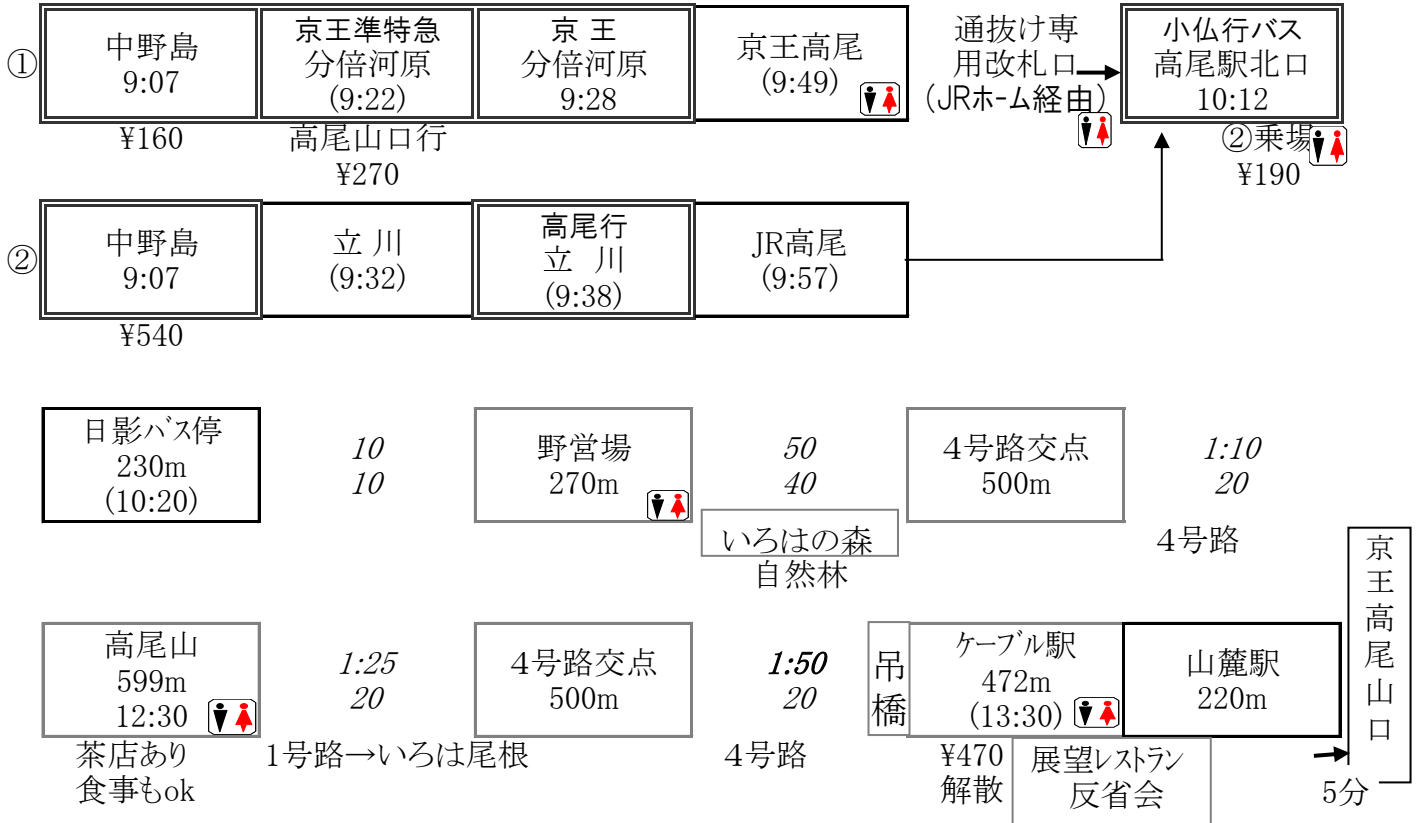 ①
中野島
9:07
京王準特急
分倍河原
(9:22)
京 王
分倍河原
9:28
京王高尾
(9:49)
通抜け専
用改札口
(JRホーム経由)
小仏行バス
高尾駅北口
10:12
¥160
高尾山口行
¥270
②乗場
¥190
②
中野島
9:07
立 川
(9:32)
高尾行
立 川
(9:38)
JR高尾
(9:57)
¥540
日影バス停
230m
(10:20)
10
10
野営場
270m
50
40
4号路交点
500m
1:10
20
いろはの森
自然林
4号路
高尾山
599m
12:30
1:25
20
4号路交点
500m
1:50
20
吊橋
ケーブル駅
472m
(13:30)
山麓駅
220m
京王高尾山口
茶店あり
食事もok
1号路→いろは尾根
4号路
¥470
解散
展望レストラン
反省会
5分